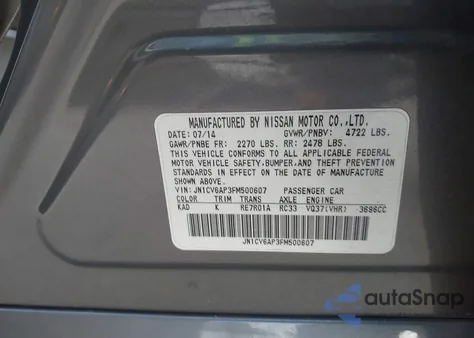 MANUFACTURED BY NISSAN MOTOR CO.,LTD.
DATE: 07/14 GVWR/PNBV: 4722 LBS.
GAWR/PNBE FR: 2270 LBS. RR: 2478 LBS.
THIS VEHICLE CONFORMS TO ALL APPLICABLE FEDERAL
MOTOR VEHICLE SAFETY,BUMPER,AND THEFT PREVENTION
STANDARDS IN EFFECT ON THE DATE OF MANUFACTURE
SHOWN ABOVE.
VIN: JN1CV6AP3FM500607 PASSENGER CAR
COLOR TRIM TRANS AXLE ENGINE
KAD K RE7R01A RC33 VQ37(VHR) -3696CC
JN1CV6AP3FM500607
autoSnap